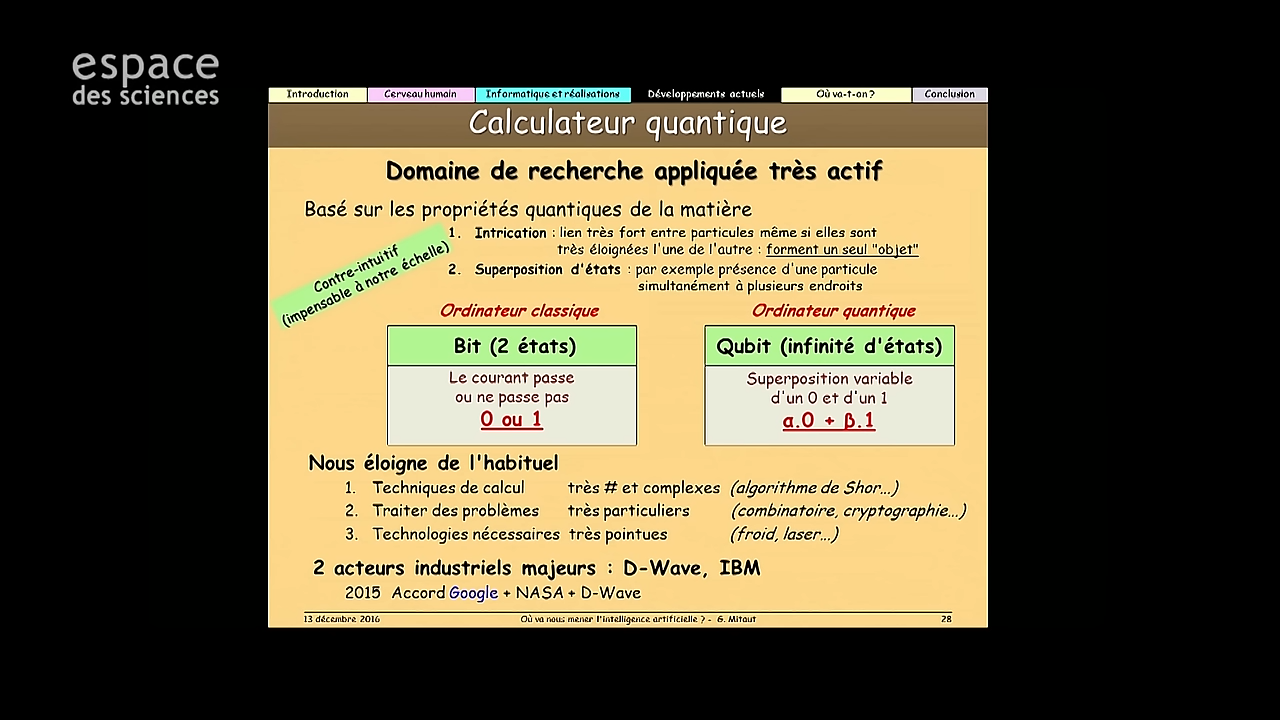 espace
des sciences
Introduction Cerveau humain Informatique et réalisations Développements actuels Où va-t-on ? Conclusion
Calculateur quantique
Domaine de recherche appliquée très actif
Basé sur les propriétés quantiques de la matière
Contre-intuitif
(impensable à notre échelle)
1. Intrication : lien très fort entre particules même si elles sont
très éloignées l'une de l'autre : forment un seul "objet"
2. Superposition d'états : par exemple présence d'une particule
simultanément à plusieurs endroits
Ordinateur classique
Bit (2 états)
Le courant passe
ou ne passe pas
0 ou 1
Ordinateur quantique
Qubit (infinité d'états)
Superposition variable
d'un 0 et d'un 1
α.0 + β.1
Nous éloigne de l'habituel
1. Techniques de calcul très # et complexes (algorithme de Shor...)
2. Traiter des problèmes très particuliers (combinatoire, cryptographie...)
3. Technologies nécessaires très pointues (froid, laser...)
2 acteurs industriels majeurs : D-Wave, IBM
2015 Accord Google + NASA + D-Wave
13 décembre 2016 Où va nous mener l'intelligence artificielle ? - G. Mitaut 28